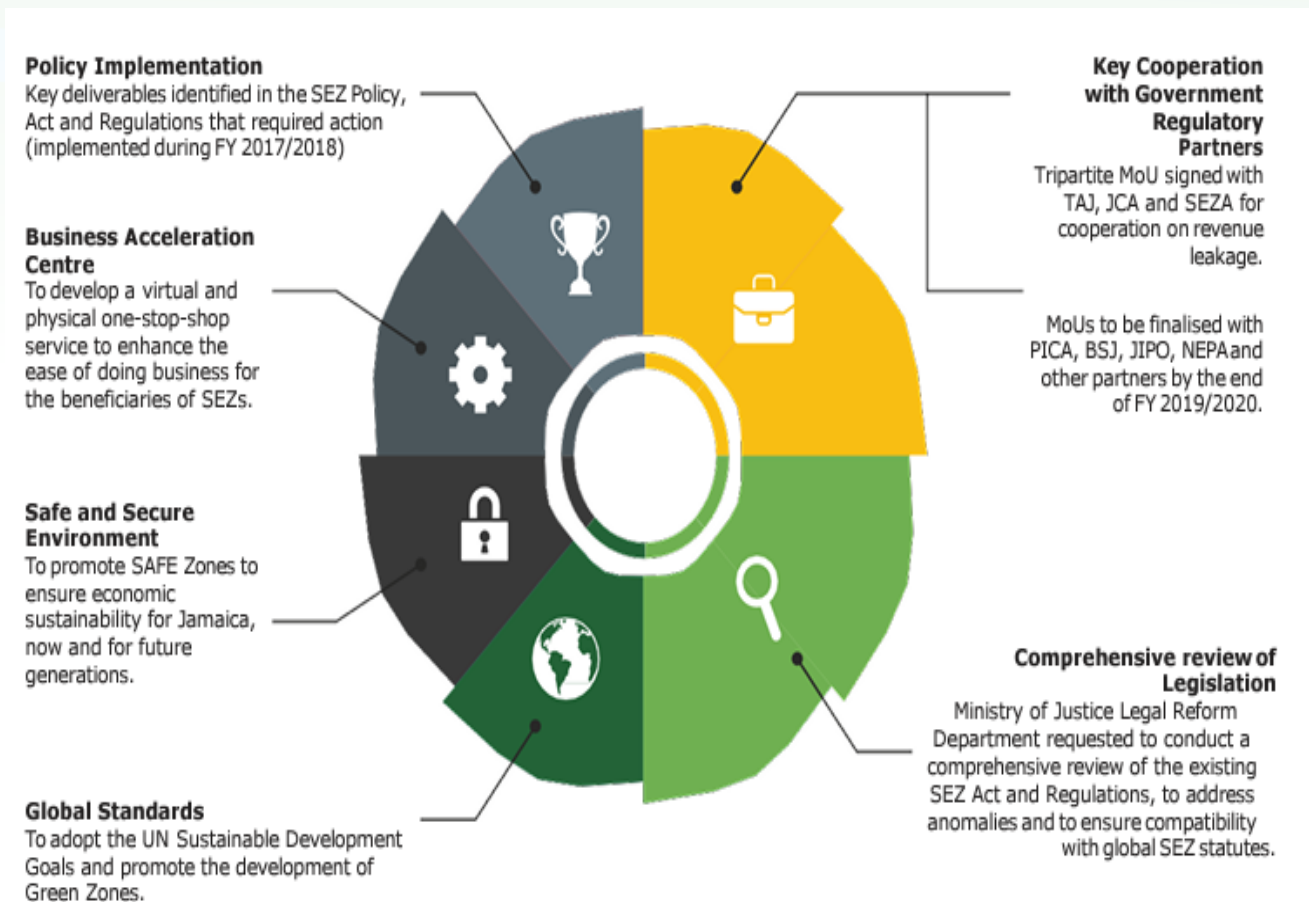 Policy Implementation
Key deliverables identified in the SEZ Policy,
Act and Regulations that required action
(implemented during FY 2017/2018)
Business Acceleration
Centre
To develop a virtual and
physical one-stop-shop
service to enhance the
ease of doing business for
the beneficiaries of SEZs.
Safe and Secure
Environment
To promote SAFE Zones to
ensure economic
sustainability for Jamaica,
now and for future
generations.
Global Standards
To adopt the UN Sustainable Development
Goals and promote the development of
Green Zones.
Key Cooperation
with Government
Regulatory
Partners
Tripartite MoU signed with
TAJ, JCA and SEZA for
cooperation on revenue
leakage.
MoUs to be finalised with
PICA, BSJ, JIPO, NEPA and
other partners by the end
of FY 2019/2020.
Comprehensive review of
Legislation
Ministry of Justice Legal Reform
Department requested to conduct a
comprehensive review of the existing
SEZ Act and Regulations, to address
anomalies and to ensure compatibility
with global SEZ statutes.